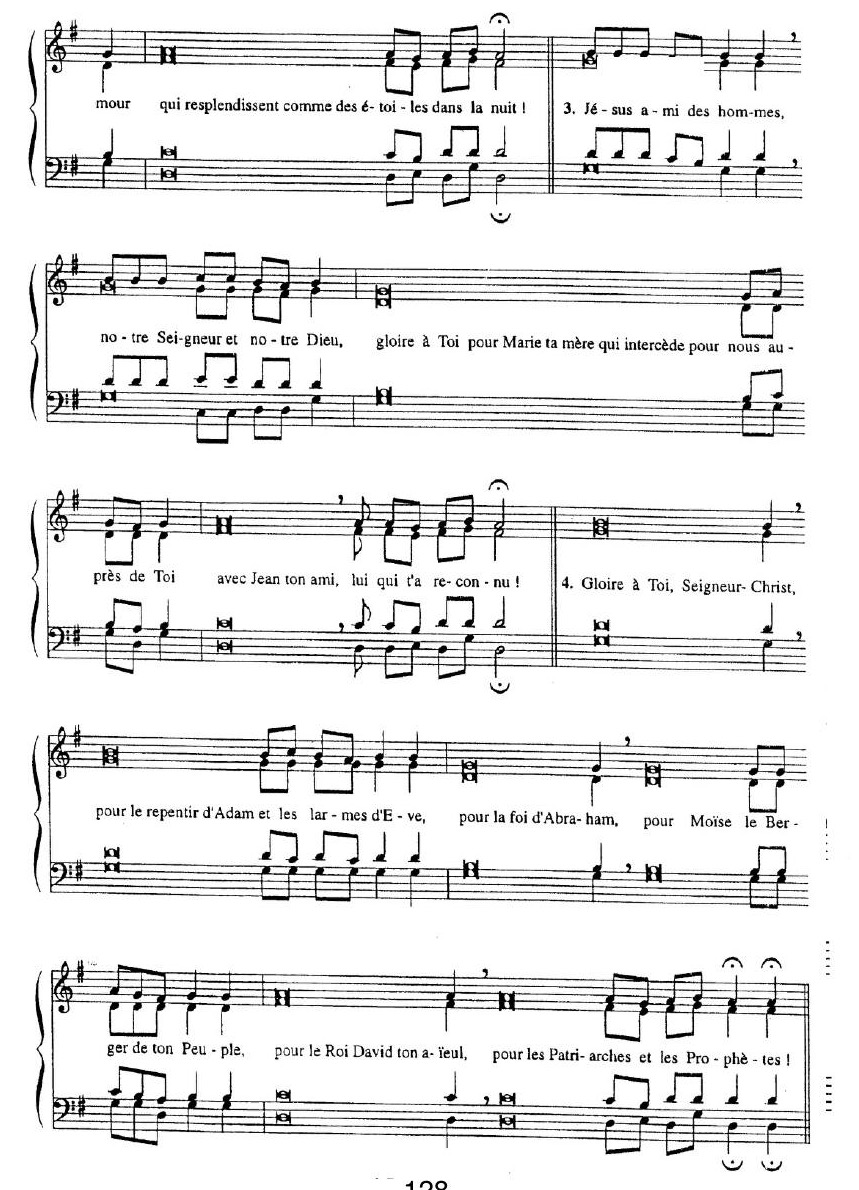 mour qui resplendissent comme des é- toi - les dans la nuit ! 3. Jé - sus a - mi des hom-mes,
no - tre Sei-gneur et no - tre Dieu, gloire à Toi pour Marie ta mère qui intercède pour nous au -
près de Toi avec Jean ton ami, lui qui t'a re- con - nu ! 4. Gloire à Toi, Seigneur- Christ,
pour le repentir d'Adam et les lar - mes d'E - ve, pour la foi d'Abra- ham, pour Moïse le Ber -
ger de ton Peu - ple, pour le Roi David ton a- ïeul, pour les Patri- arches et les Pro - phè - tes !
128